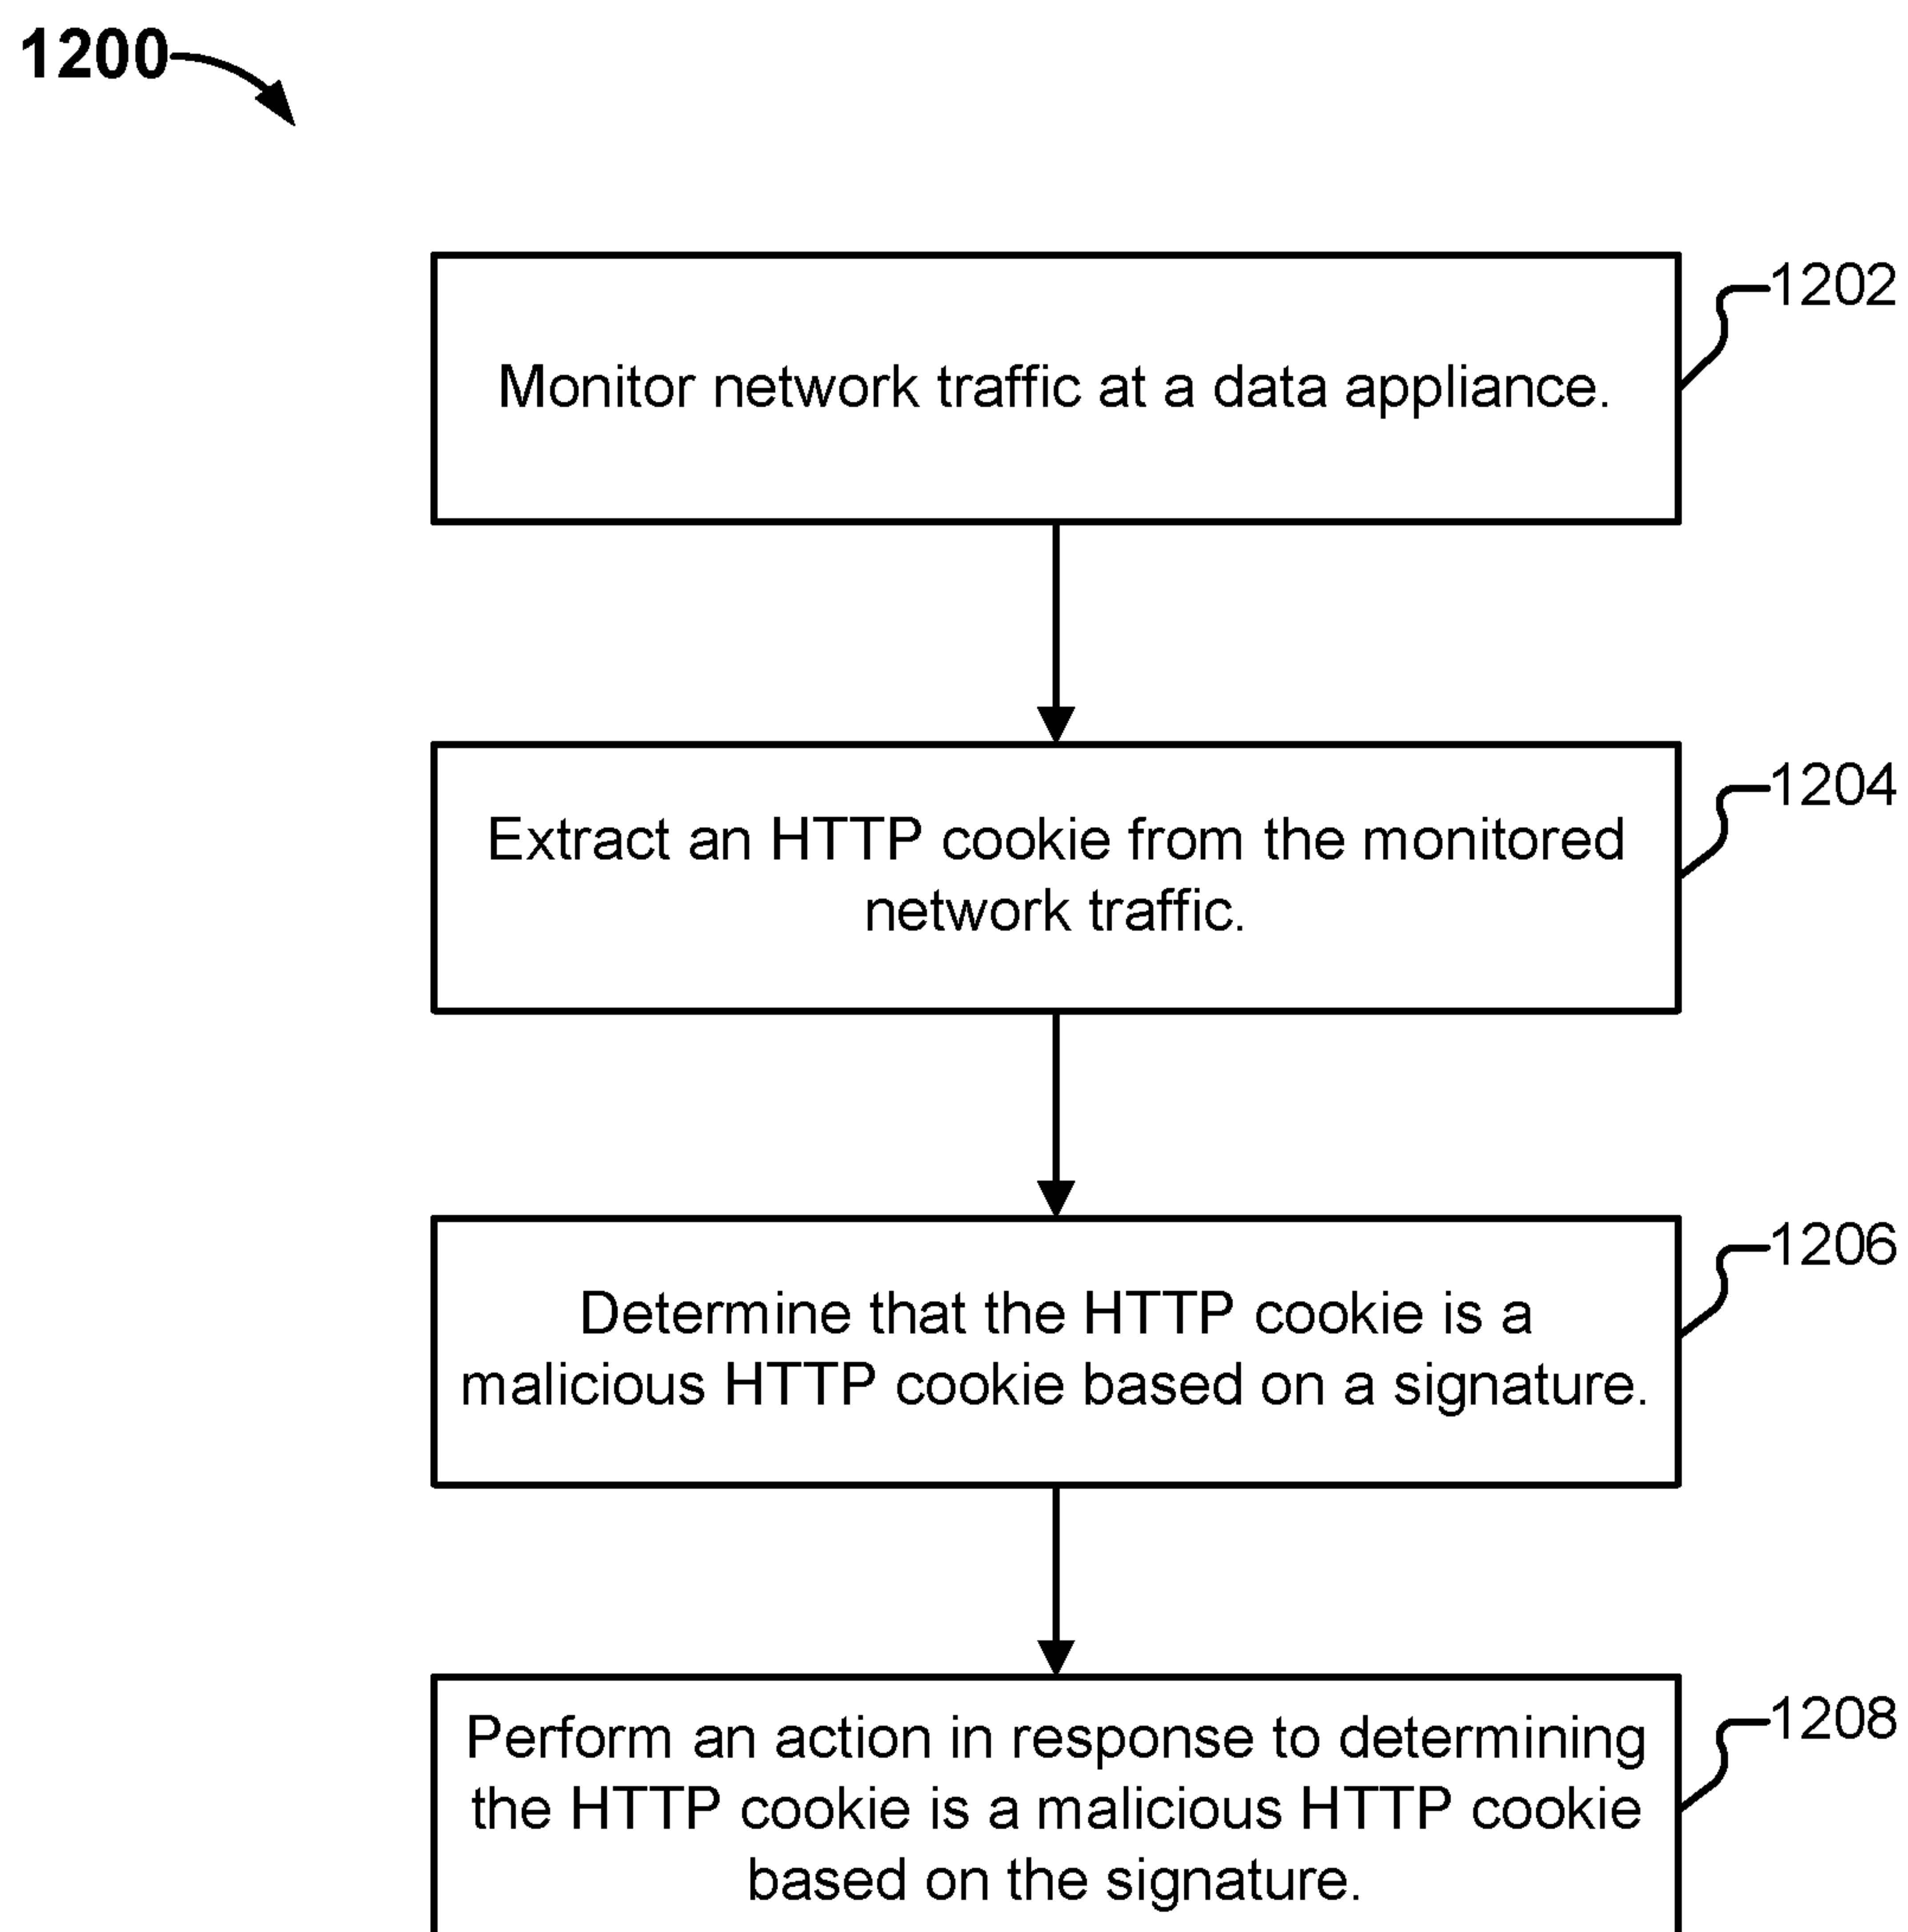 1200
1202
Monitor network traffic at a data appliance.
1204
Extract an HTTP cookie from the monitored
network traffic.
1206
Determine that the HTTP cookie is a
malicious HTTP cookie based on a signature.
1208
Perform an action in response to determining
the HTTP cookie is a malicious HTTP cookie
based on the signature.